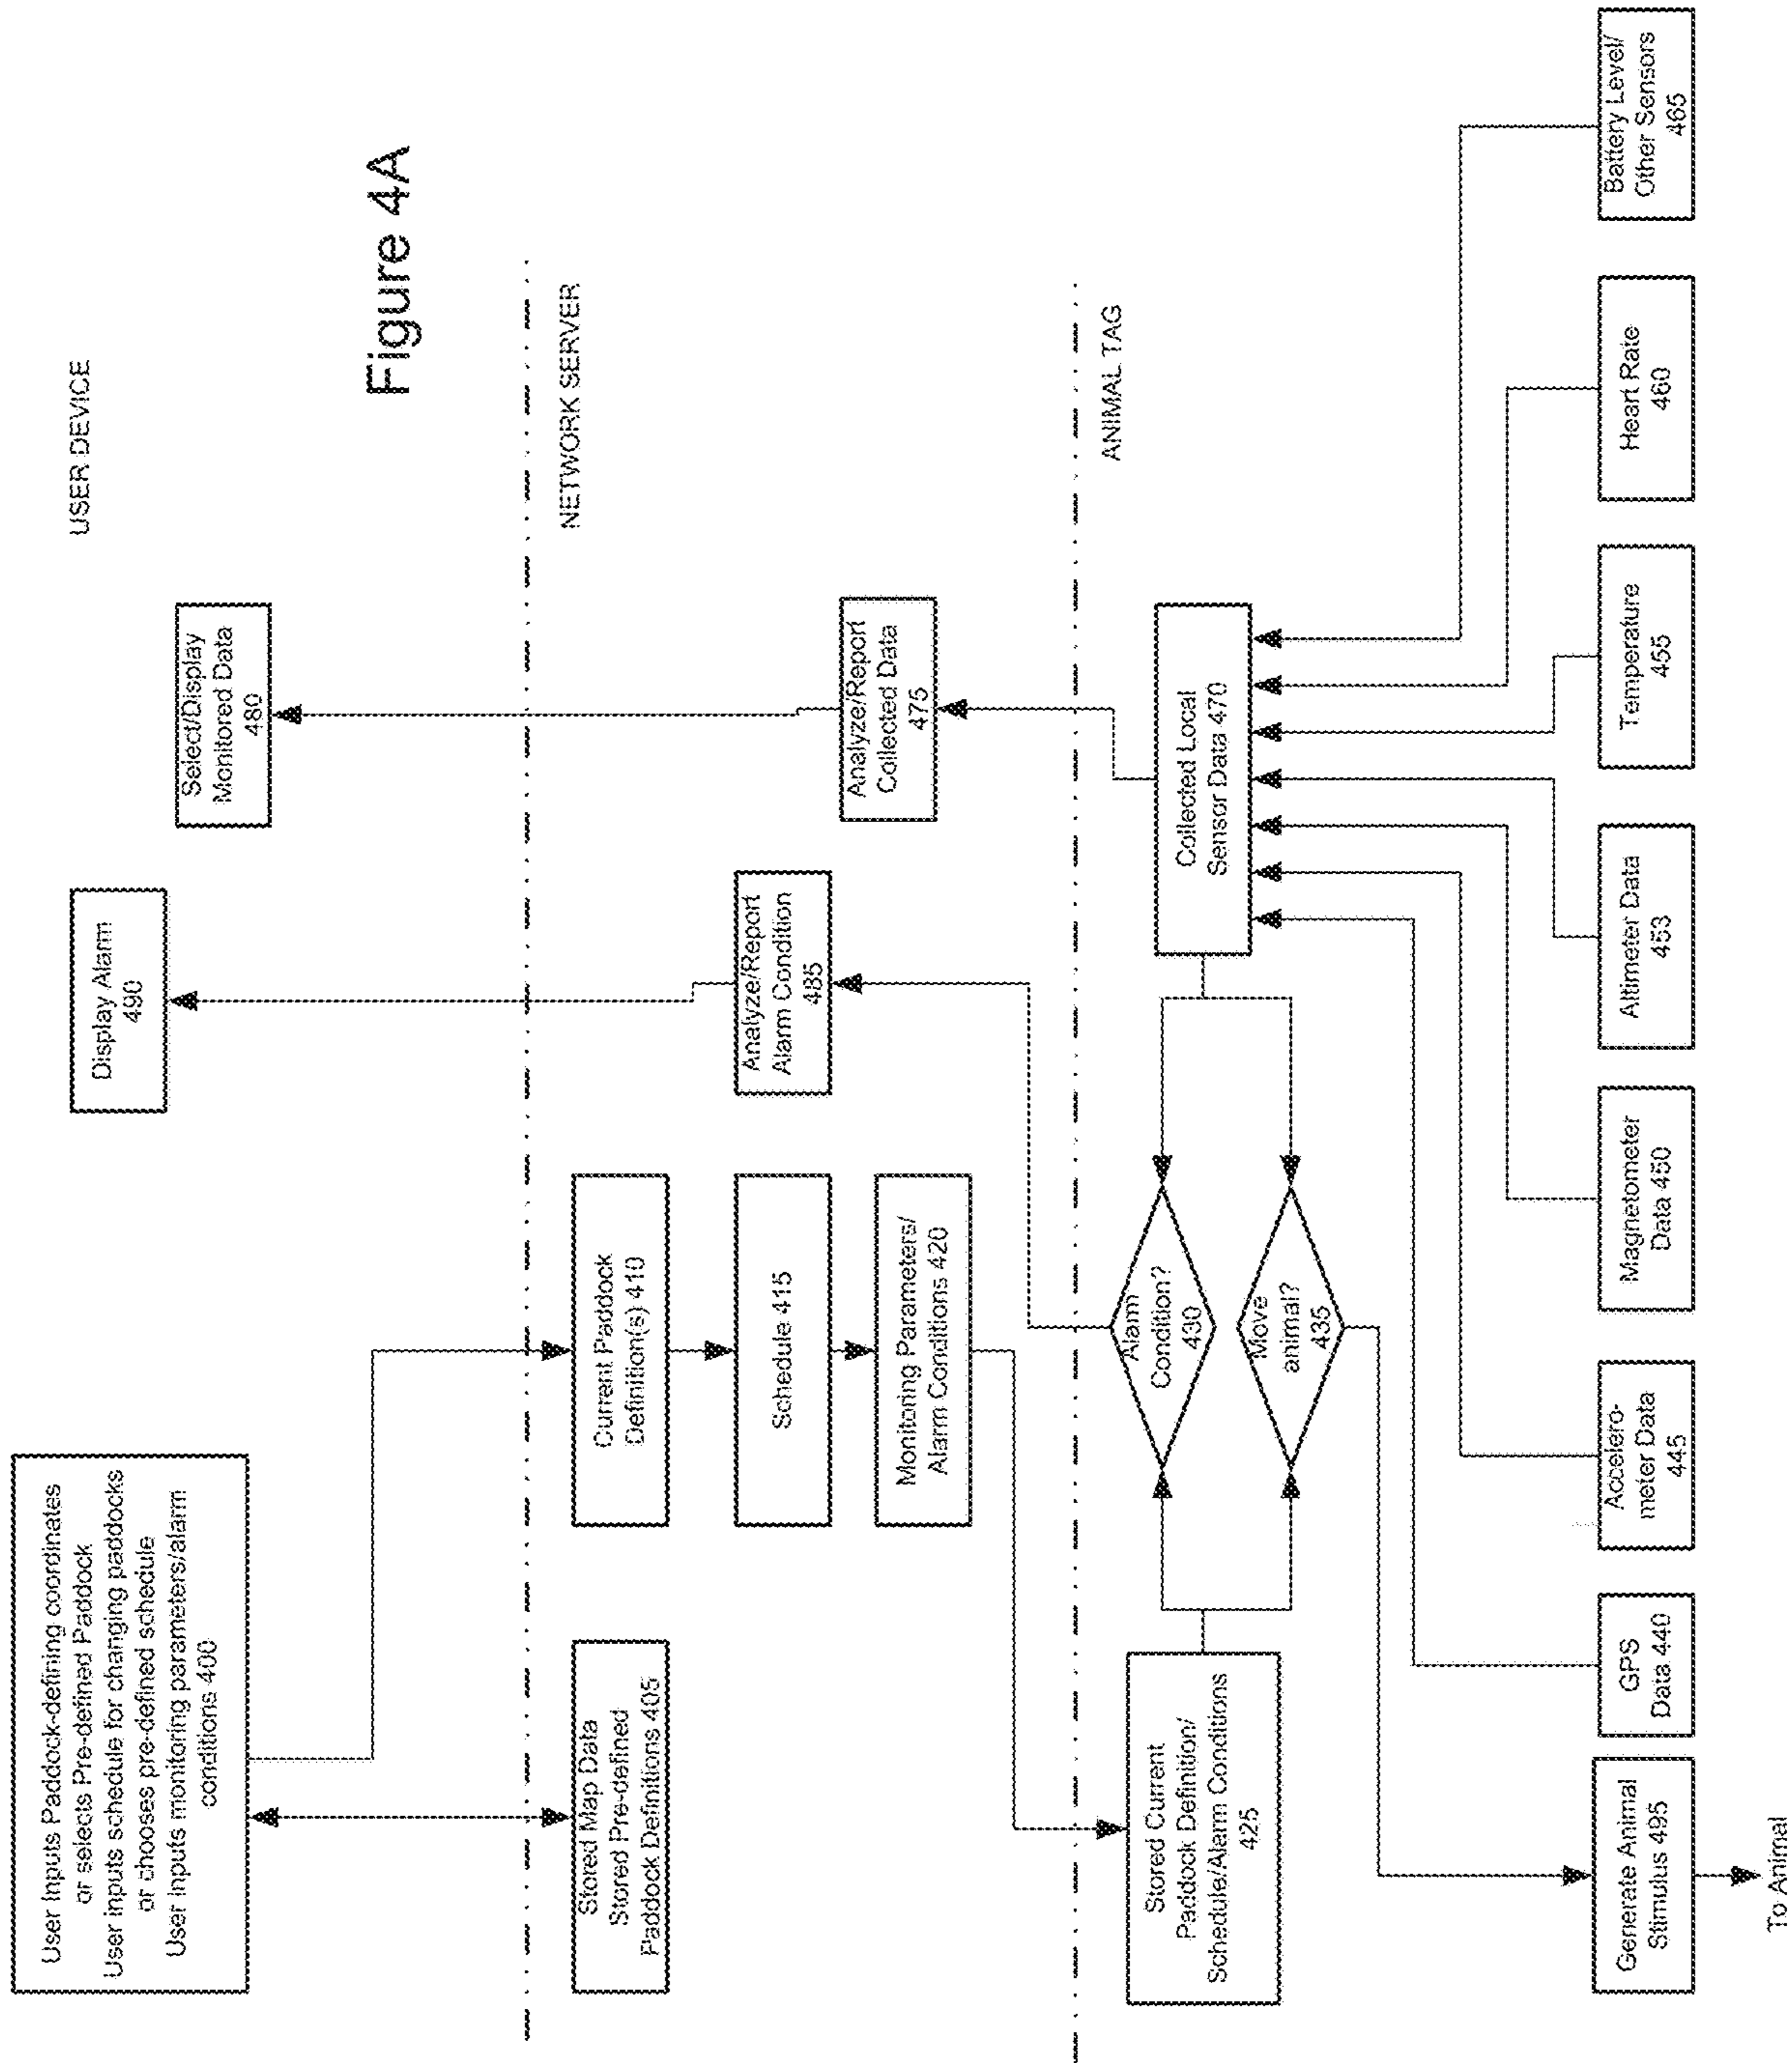 Figure 4A
USER DEVICE
User Inputs Paddock-defining coordinates
or selects Pre-defined Paddock
User inputs schedule for changing paddocks
or chooses pre-defined schedule
User inputs monitoring parameters/alarm
conditions 400
Display Alarm
490
Select/Display
Monitored Data
480
NETWORK SERVER
Stored Map Data
Stored Pre-defined
Paddock Definitions 405
Current Paddock
Definition(s) 410
Schedule 415
Monitoring Parameters/
Alarm Conditions 420
Analyze/Report
Alarm Condition
485
Analyze/Report
Collected Data
475
ANIMAL TAG
Stored Current
Paddock Definition/
Schedule/Alarm Conditions
425
Alarm
Condition?
430
Move
animal?
435
Collected Local
Sensor Data 470
Generate Animal
Stimulus 495
To Animal
GPS
Data 440
Accelero-
meter Data
445
Magnetometer
Data 450
Altimeter Data
453
Temperature
455
Heart Rate
460
Battery Level/
Other Sensors
465